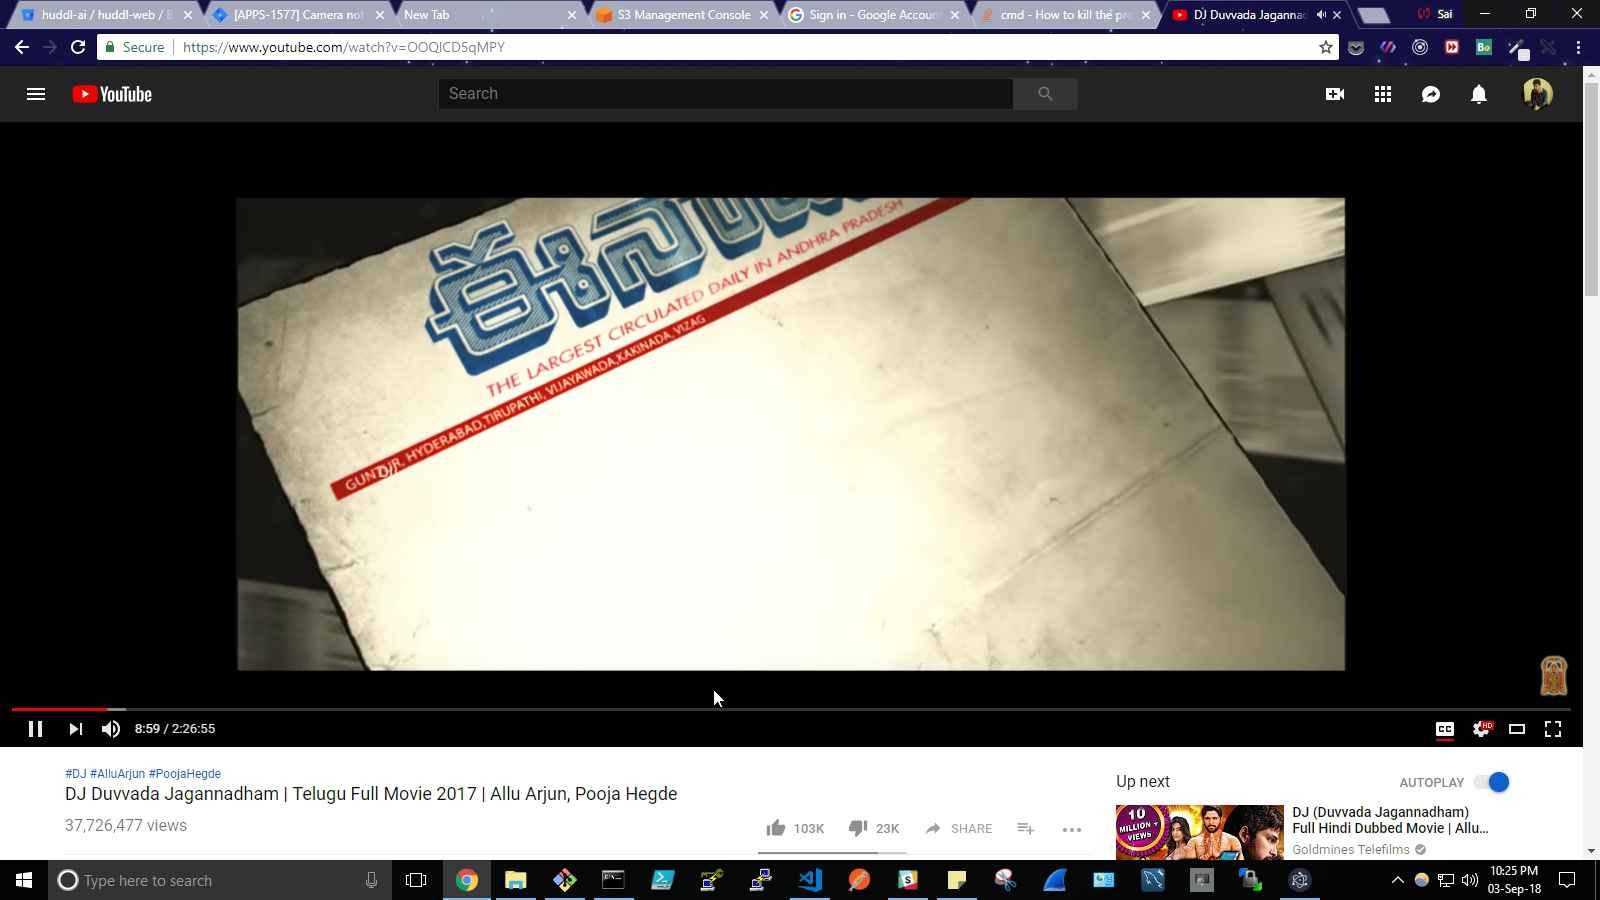 huddl-ai / huddl-web / B
[APPS-1577] Camera not
New Tab
S3 Management Console
Sign in - Google Accoun
cmd - How to kill the pro
DJ Duvvada Jagannad
Sai
Secure
https://www.youtube.com/watch?v=OOQICD5qMPY
YouTube
Search
THE LARGEST CIRCULATED DAILY IN ANDHRA PRADESH
GUNTUR, HYDERABAD,TIRUPATHI, VIJAYAWADA,KAKINADA, VIZAG
8:59 / 2:26:55
CC
HD
#DJ #AlluArjun #PoojaHegde
DJ Duvvada Jagannadham | Telugu Full Movie 2017 | Allu Arjun, Pooja Hegde
37,726,477 views
103K
23K
SHARE
Up next
AUTOPLAY
10
MILLION +
VIEWS
DJ (Duvvada Jagannadham)
Full Hindi Dubbed Movie | Allu...
Goldmines Telefilms
Type here to search
10:25 PM
03-Sep-18